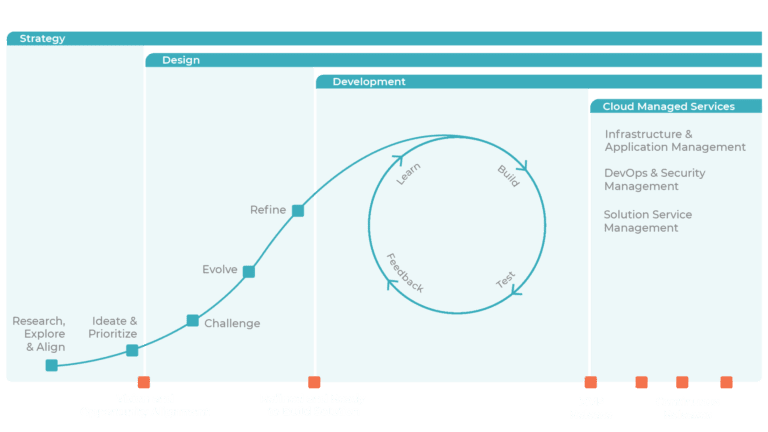 Strategy
Design
Development
Cloud Managed Services
Infrastructure &
Application Management
DevOps & Security
Management
Solution Service
Management
Learn
Build
Test
Feedback
Refine
Evolve
Challenge
Ideate &
Prioritize
Research,
Explore
& Align